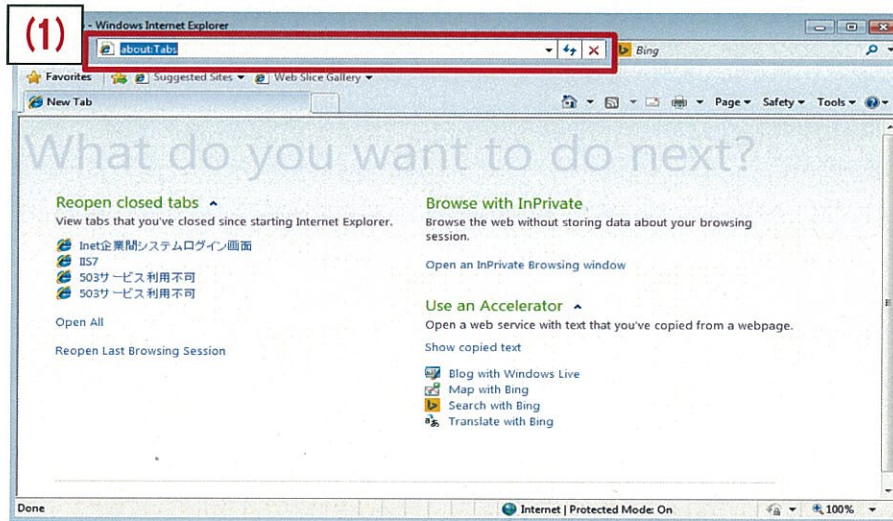 (1)
- Windows Internet Explorer
about:Tabs
Bing
Favorites
Suggested Sites
Web Slice Gallery
New Tab
Page
Safety
Tools
What do you want to do next?
Reopen closed tabs
View tabs that you've closed since starting Internet Explorer.
Inet企業間システムログイン画面
IIS7
503サービス利用不可
503サービス利用不可
Open All
Reopen Last Browsing Session
Browse with InPrivate
Browse the web without storing data about your browsing
session.
Open an InPrivate Browsing window
Use an Accelerator
Open a web service with text that you've copied from a webpage.
Show copied text
Blog with Windows Live
Map with Bing
Search with Bing
Translate with Bing
Done
Internet | Protected Mode: On
100%